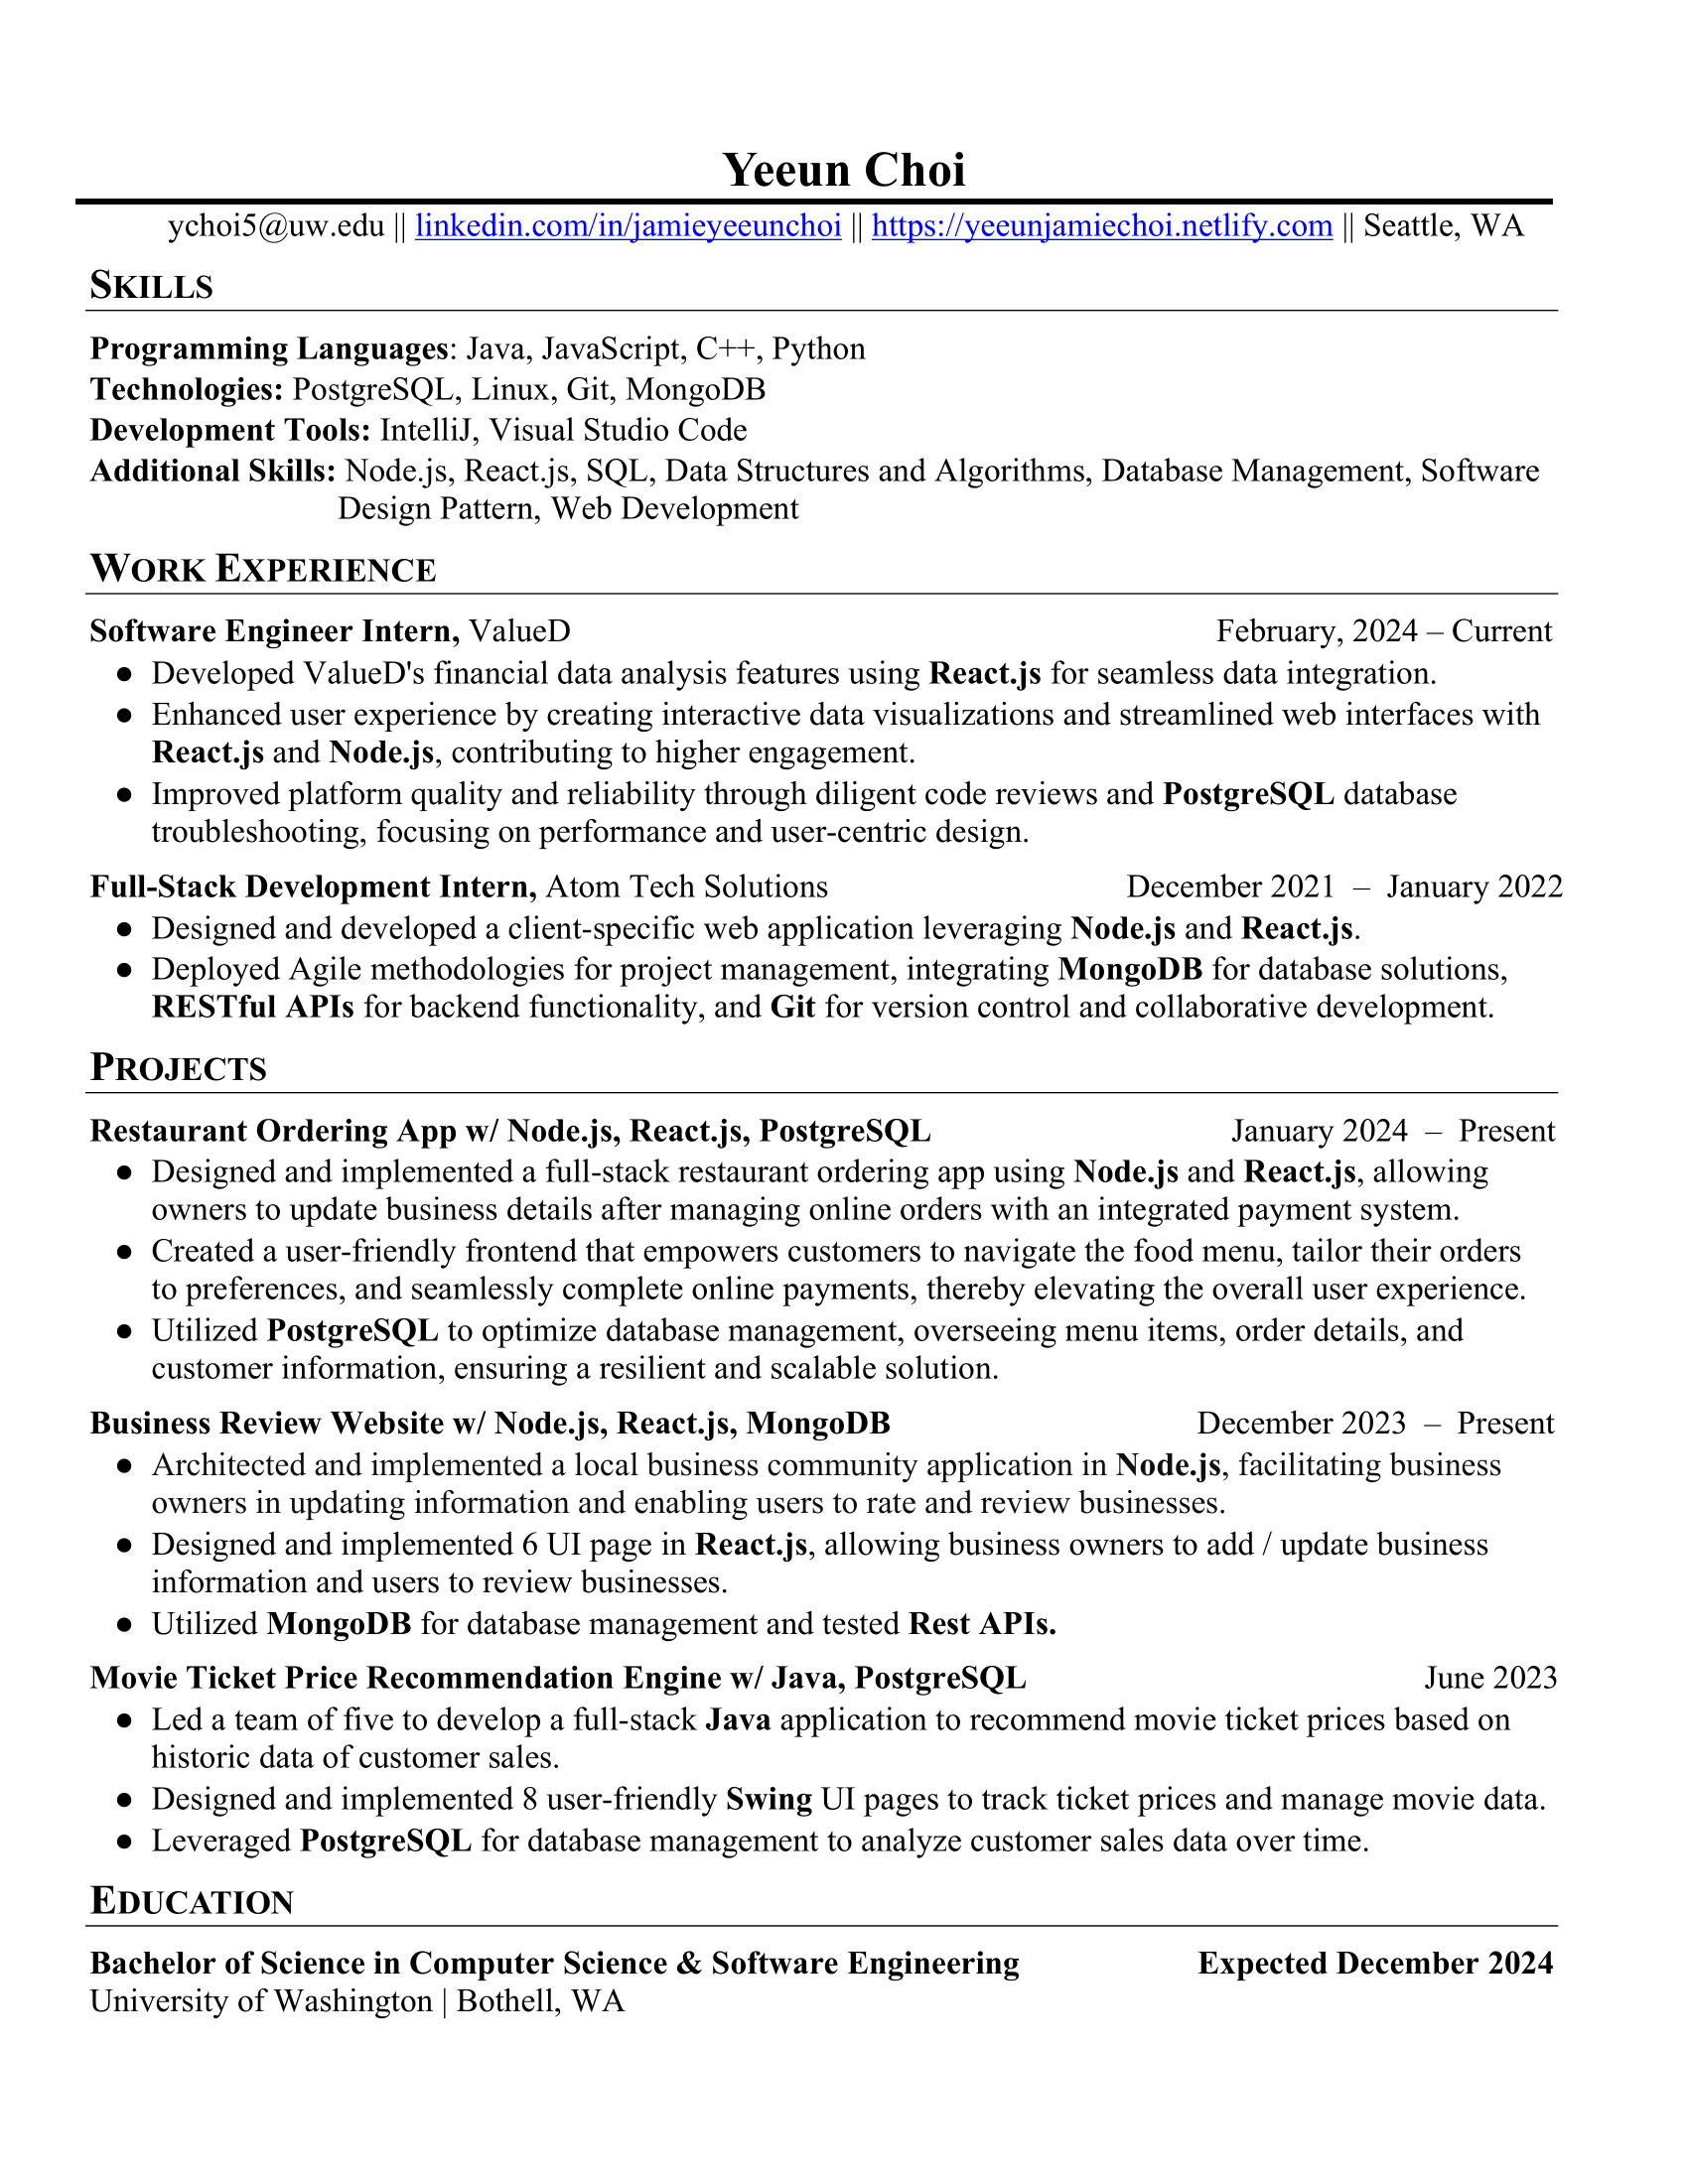 Yeeun Choi
ychoi5@uw.edu || linkedin.com/in/jamieyeeunchoi || https://yeeunjamiechoi.netlify.com || Seattle, WA
SKILLS
Programming Languages: Java, JavaScript, C++, Python
Technologies: PostgreSQL, Linux, Git, MongoDB
Development Tools: IntelliJ, Visual Studio Code
Additional Skills: Node.js, React.js, SQL, Data Structures and Algorithms, Database Management, Software
Design Pattern, Web Development
WORK EXPERIENCE
Software Engineer Intern, ValueD February, 2024 – Current
● Developed ValueD's financial data analysis features using React.js for seamless data integration.
● Enhanced user experience by creating interactive data visualizations and streamlined web interfaces with
React.js and Node.js, contributing to higher engagement.
● Improved platform quality and reliability through diligent code reviews and PostgreSQL database
troubleshooting, focusing on performance and user-centric design.
Full-Stack Development Intern, Atom Tech Solutions December 2021 – January 2022
● Designed and developed a client-specific web application leveraging Node.js and React.js.
● Deployed Agile methodologies for project management, integrating MongoDB for database solutions,
RESTful APIs for backend functionality, and Git for version control and collaborative development.
PROJECTS
Restaurant Ordering App w/ Node.js, React.js, PostgreSQL January 2024 – Present
● Designed and implemented a full-stack restaurant ordering app using Node.js and React.js, allowing
owners to update business details after managing online orders with an integrated payment system.
● Created a user-friendly frontend that empowers customers to navigate the food menu, tailor their orders
to preferences, and seamlessly complete online payments, thereby elevating the overall user experience.
● Utilized PostgreSQL to optimize database management, overseeing menu items, order details, and
customer information, ensuring a resilient and scalable solution.
Business Review Website w/ Node.js, React.js, MongoDB December 2023 – Present
● Architected and implemented a local business community application in Node.js, facilitating business
owners in updating information and enabling users to rate and review businesses.
● Designed and implemented 6 UI page in React.js, allowing business owners to add / update business
information and users to review businesses.
● Utilized MongoDB for database management and tested Rest APIs.
Movie Ticket Price Recommendation Engine w/ Java, PostgreSQL June 2023
● Led a team of five to develop a full-stack Java application to recommend movie ticket prices based on
historic data of customer sales.
● Designed and implemented 8 user-friendly Swing UI pages to track ticket prices and manage movie data.
● Leveraged PostgreSQL for database management to analyze customer sales data over time.
EDUCATION
Bachelor of Science in Computer Science & Software Engineering Expected December 2024
University of Washington | Bothell, WA